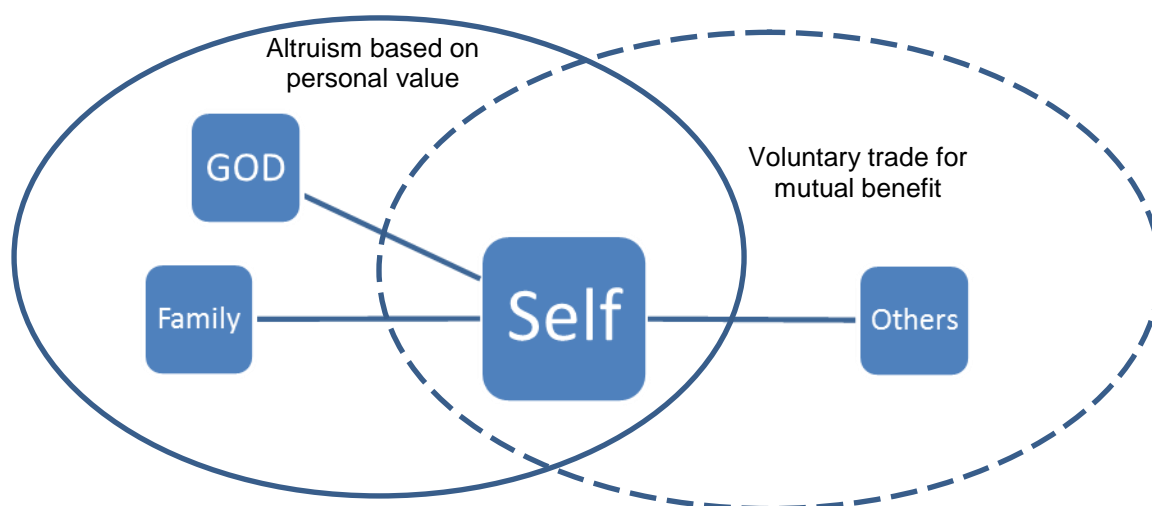 Altruism based on
personal value
GOD
Voluntary trade for
mutual benefit
Family
Self
Others